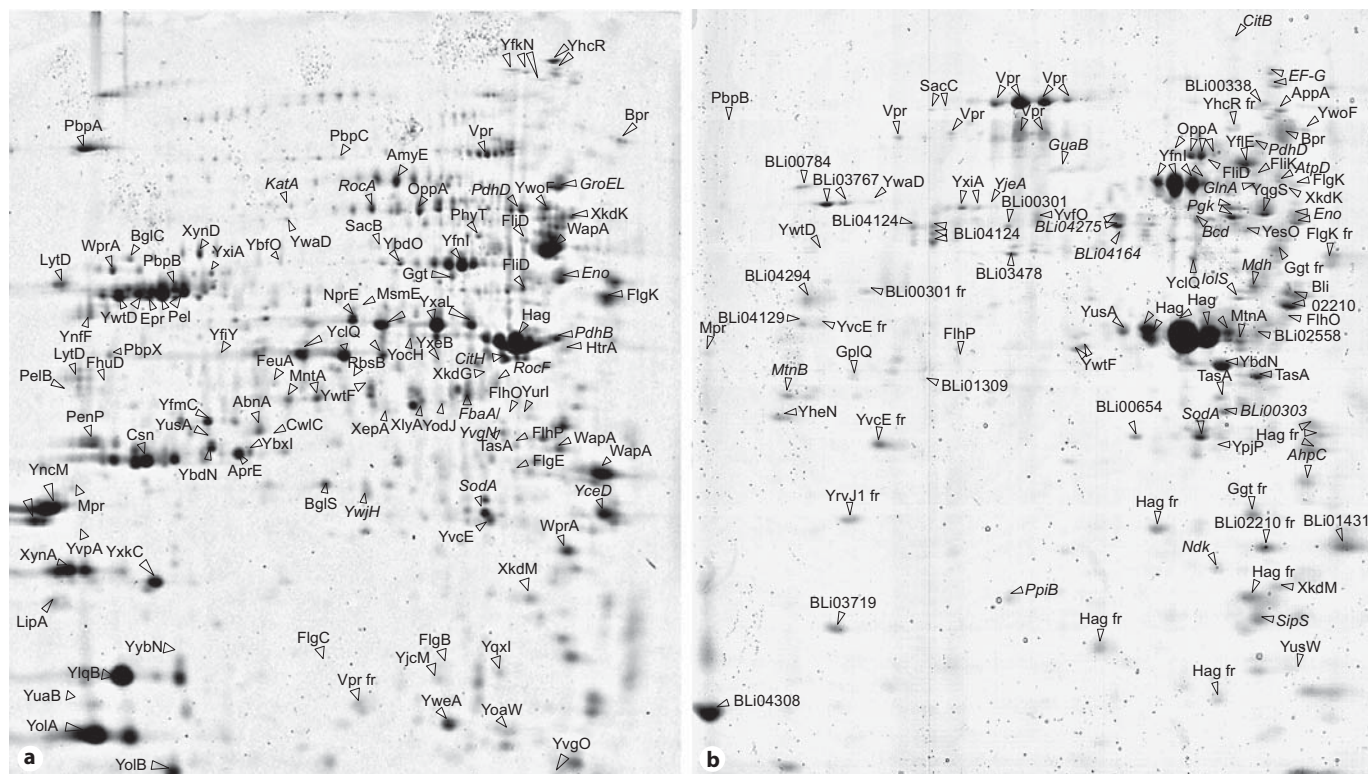 YfkN YhcR
PbpA
PbpC
Vpr
Bpr
AmyE
KatA
RocA
OppA
PdhD
YwoF
GroEL
XkdK
PhyT
FliD
WapA
SacB
YbdO
YfnI
YwaD
YbfO
XynD
YxiA
BglC
WprA
PbpB
LytD
Ggt
FliD
Eno
FlgK
NprE
MsmE
YxaL
Hag
YwtD Epr Pel
YnfF
YfiY
YclQ
YocH
YxeB
CitH
PdhB
HtrA
RocF
LytD
PbpX
FhuD
FeuA
RbsB
XkdG
PelB
MntA
YwtF
FlhO YurI
FbaAI
YfmC
AbnA
PenP
YusA
CwlC
XepA
XlyA
YodJ
YvgN
TasA
FlhP
WapA
Csn
YbxI
YbdN
AprE
FlgE
WapA
YncM
Mpr
BglS
YwjH
SodA
YceD
YvcE
WprA
YvpA
XynA
YxkC
XkdM
LipA
YybN
FlgC
FlgB
YjcM
YqxI
YlqB
Vpr fr
YuaB
YweA
YoaW
YolA
YvgO
YolB
a
CitB
EF-G
BLi00338
AppA
YhcR fr
YwoF
PbpB
SacC
Vpr
Vpr
Vpr
Vpr
Vpr
Bpr
OppA
YflE
PdhD
GuaB
YfnI
FliD
FliK
AtpD
BLi00784
BLi03767
YwaD
YxiA
YjeA
GlnA
YqgS
FlgK
XkdK
BLi00301
YvfO
Pgk
Eno
BLi04124
BLi04124
BLi04275
Bcd
YesO
FlgK fr
YwtD
BLi04164
BLi03478
YclQ
IolS
Mdh
Ggt fr
BLi04294
BLi00301 fr
Bli
02210
Hag
Hag
MtnA
FlhO
BLi04129
YvcE fr
YusA
BLi02558
Mpr
FlhP
GplQ
YwtF
YbdN
MtnB
TasA
TasA
BLi01309
YheN
BLi00654
SodA
BLi00303
YvcE fr
Hag fr
YpjP
AhpC
YrvJ1 fr
Hag fr
Ggt fr
BLi02210 fr
BLi01431
Ndk
Hag fr
XkdM
PpiB
BLi03719
Hag fr
SipS
YusW
Hag fr
BLi04308
b